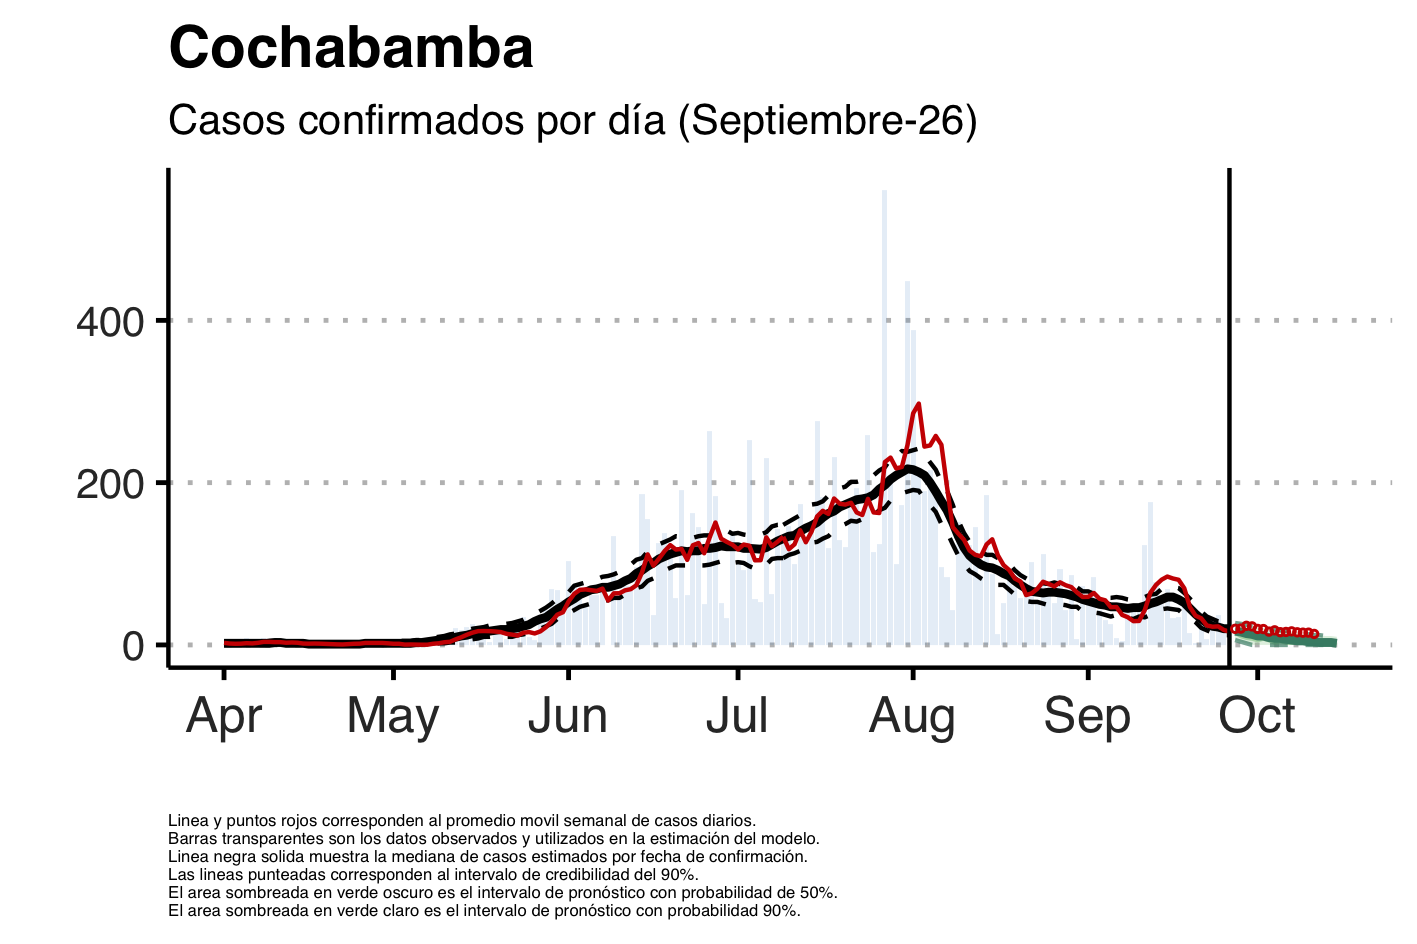 Cochabamba
Casos confirmados por día (Septiembre-26)
400
200
0
Apr May Jun Jul Aug Sep Oct
Linea y puntos rojos corresponden al promedio movil semanal de casos diarios.
Barras transparentes son los datos observados y utilizados en la estimación del modelo.
Linea negra solida muestra la mediana de casos estimados por fecha de confirmación.
Las lineas punteadas corresponden al intervalo de credibilidad del 90%.
El area sombreada en verde oscuro es el intervalo de pronóstico con probabilidad de 50%.
El area sombreada en verde claro es el intervalo de pronóstico con probabilidad 90%.